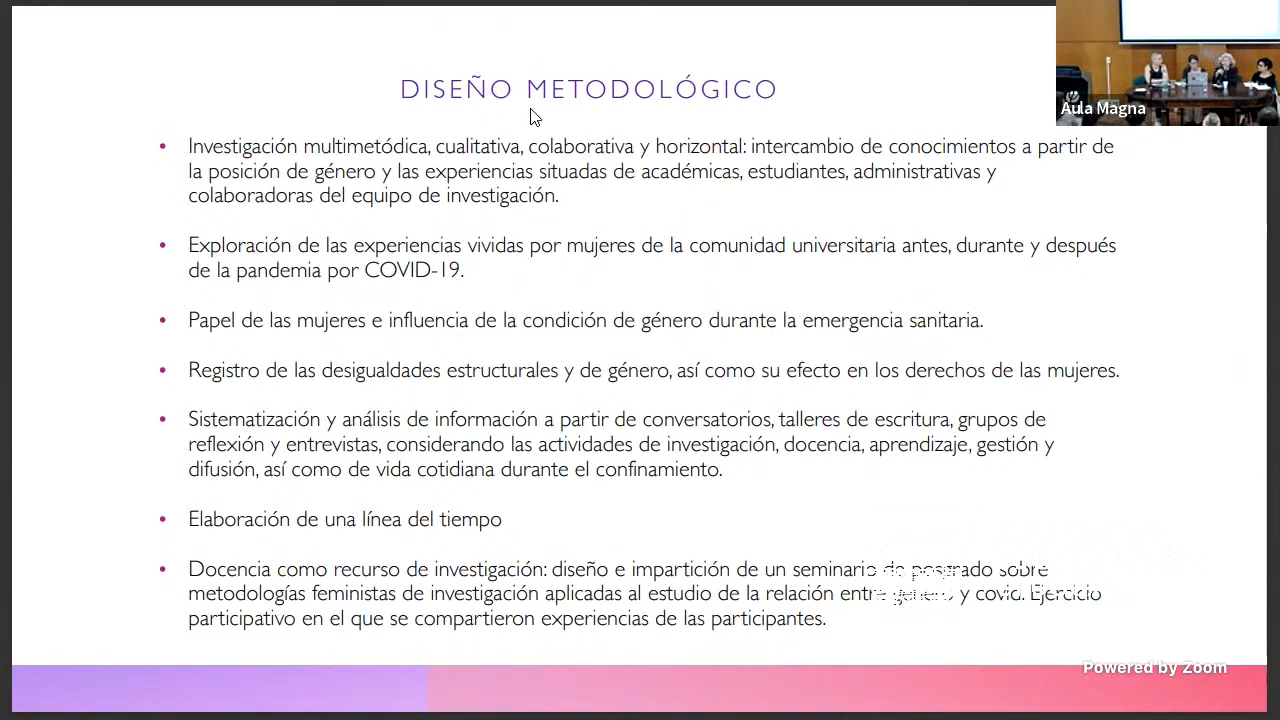 DISEÑO METODOLÓGICO
Aula Magna
• Investigación multimetódica, cualitativa, colaborativa y horizontal: intercambio de conocimientos a partir de
la posición de género y las experiencias situadas de académicas, estudiantes, administrativas y
colaboradoras del equipo de investigación.
• Exploración de las experiencias vividas por mujeres de la comunidad universitaria antes, durante y después
de la pandemia por COVID-19.
• Papel de las mujeres e influencia de la condición de género durante la emergencia sanitaria.
• Registro de las desigualdades estructurales y de género, así como su efecto en los derechos de las mujeres.
• Sistematización y análisis de información a partir de conversatorios, talleres de escritura, grupos de
reflexión y entrevistas, considerando las actividades de investigación, docencia, aprendizaje, gestión y
difusión, así como de vida cotidiana durante el confinamiento.
• Elaboración de una línea del tiempo
• Docencia como recurso de investigación: diseño e impartición de un seminario de posgrado sobre
metodologías feministas de investigación aplicadas al estudio de la relación entre género y covid. Ejercicio
participativo en el que se compartieron experiencias de las participantes.
Powered by Zoom